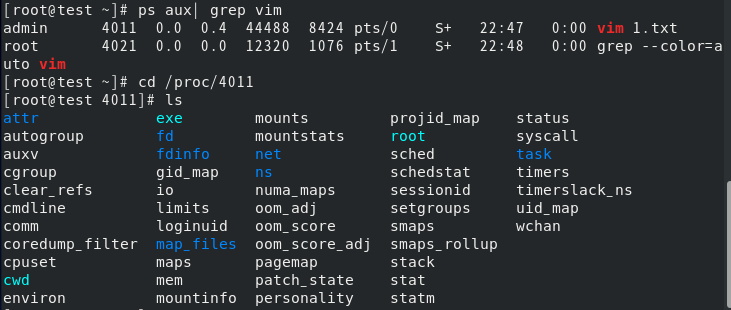 [root@test ~]# ps aux| grep vim
admin     4011  0.0  0.4  44488  8424 pts/0    S+   22:47   0:00 vim 1.txt
root      4021  0.0  0.0  12320  1076 pts/1    S+   22:48   0:00 grep --color=a
uto vim
[root@test ~]# cd /proc/4011
[root@test 4011]# ls
attr             exe        mounts         projid_map   status
autogroup        fd         mountstats     root         syscall
auxv             fdinfo     net            sched        task
cgroup           gid_map    ns             schedstat    timers
clear_refs       io         numa_maps      sessionid    timerslack_ns
cmdline          limits     oom_adj        setgroups    uid_map
comm             loginuid   oom_score      smaps        wchan
coredump_filter  map_files  oom_score_adj  smaps_rollup
cpuset           maps       pagemap        stack
cwd              mem        patch_state    stat
environ          mountinfo  personality    statm